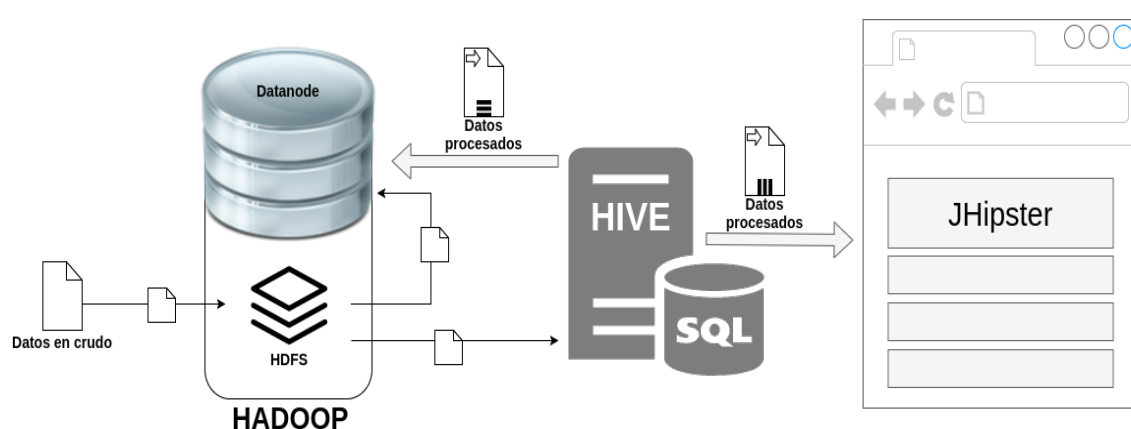 Datanode
Datos
procesados
HIVE
SQL
Datos
procesados
JHipster
Datos en crudo
HDFS
HADOOP